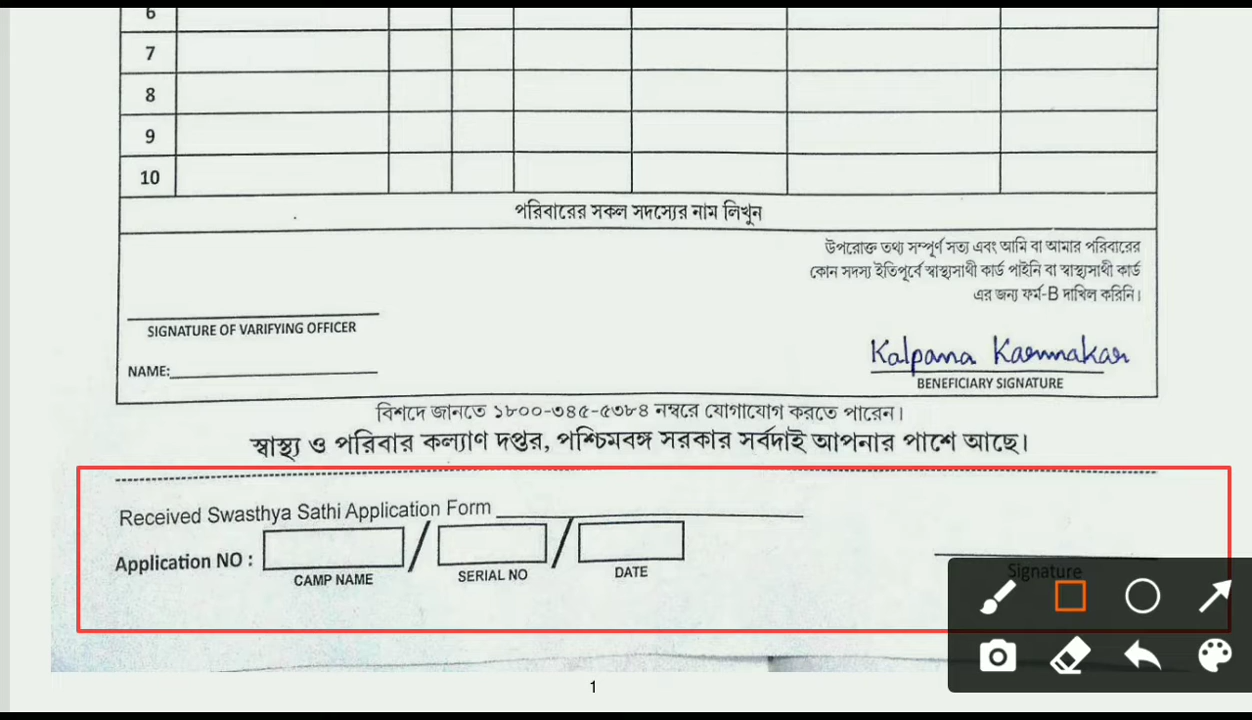 6
7
8
9
10
পরিবারের সকল সদস্যের নাম লিখুন
উপরোক্ত তথ্য সম্পূর্ণ সত্য এবং আমি বা আমার পরিবারের
কোন সদস্য ইতিপূর্বে স্বাস্থ্যসাথী কার্ড পাইনি বা স্বাস্থ্যসাথী কার্ড
এর জন্য ফর্ম-B দাখিল করিনি।
SIGNATURE OF VARIFYING OFFICER
NAME:
Kalpana Karmakar
BENEFICIARY SIGNATURE
বিশদে জানতে ১৮০০-৩৪৫-৫৩৮৪ নম্বরে যোগাযোগ করতে পারেন।
স্বাস্থ্য ও পরিবার কল্যাণ দপ্তর, পশ্চিমবঙ্গ সরকার সর্বদাই আপনার পাশে আছে।
Received Swasthya Sathi Application Form
Application NO : / /
CAMP NAME SERIAL NO DATE
Signature
1